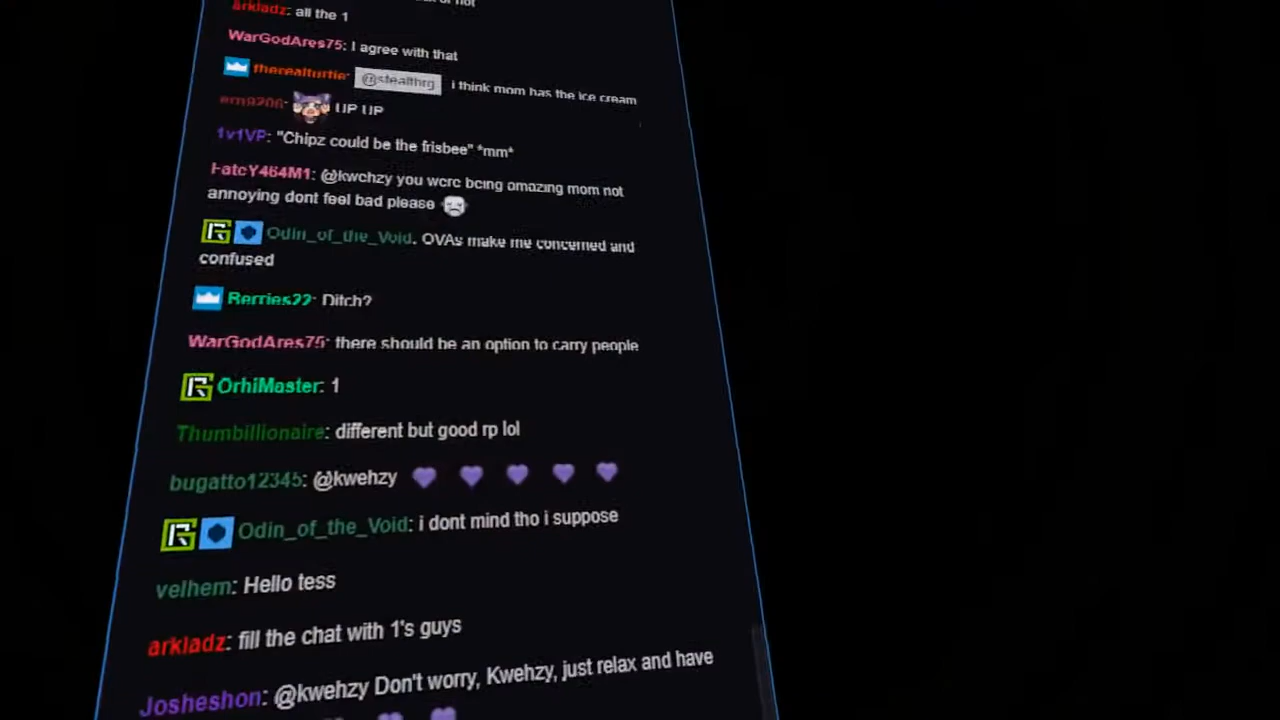 arkladz: all the 1
WarGodAres75: I agree with that
therealturtle: @stealthrg i think mom has the ice cream
UP UP
1v1VP: "Chipz could be the frisbee" *mm*
FateY464M1: @kwehzy you were being amazing mom not
annoying dont feel bad please
Odin_of_the_Void: OVAs make me concerned and
confused
Berries22: Ditch?
WarGodAres75: there should be an option to carry people
OrhiMaster: 1
Thumbillionaire: different but good rp lol
bugatto12345: @kwehzy
Odin_of_the_Void: i dont mind tho i suppose
velhem: Hello tess
arkladz: fill the chat with 1's guys
Josheshon: @kwehzy Don't worry, Kwehzy, just relax and have